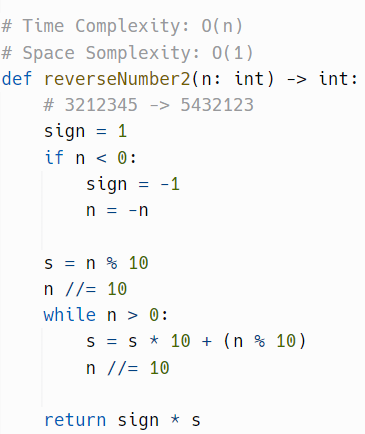 # Time Complexity: O(n)
# Space Somplexity: O(1)
def reverseNumber2(n: int) -> int:
    # 3212345 -> 5432123
    sign = 1
    if n < 0:
        sign = -1
        n = -n

    s = n % 10
    n //= 10
    while n > 0:
        s = s * 10 + (n % 10)
        n //= 10

    return sign * s